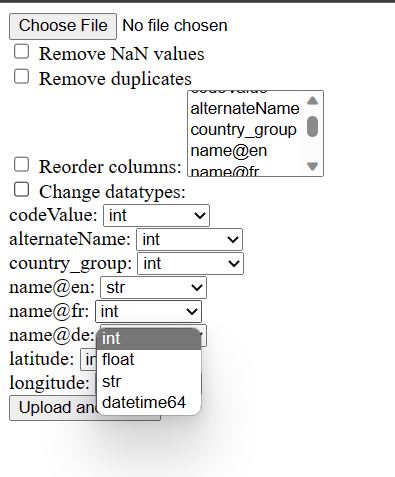 Choose File No file chosen
Remove NaN values
Remove duplicates
codeValue
alternateName
country_group
name@en
name@fr
Reorder columns:
Change datatypes:
codeValue: int
alternateName: int
country_group: int
name@en: str
name@fr: int
name@de:
int
float
str
datetime64
latitude: in
longitude:
Upload an